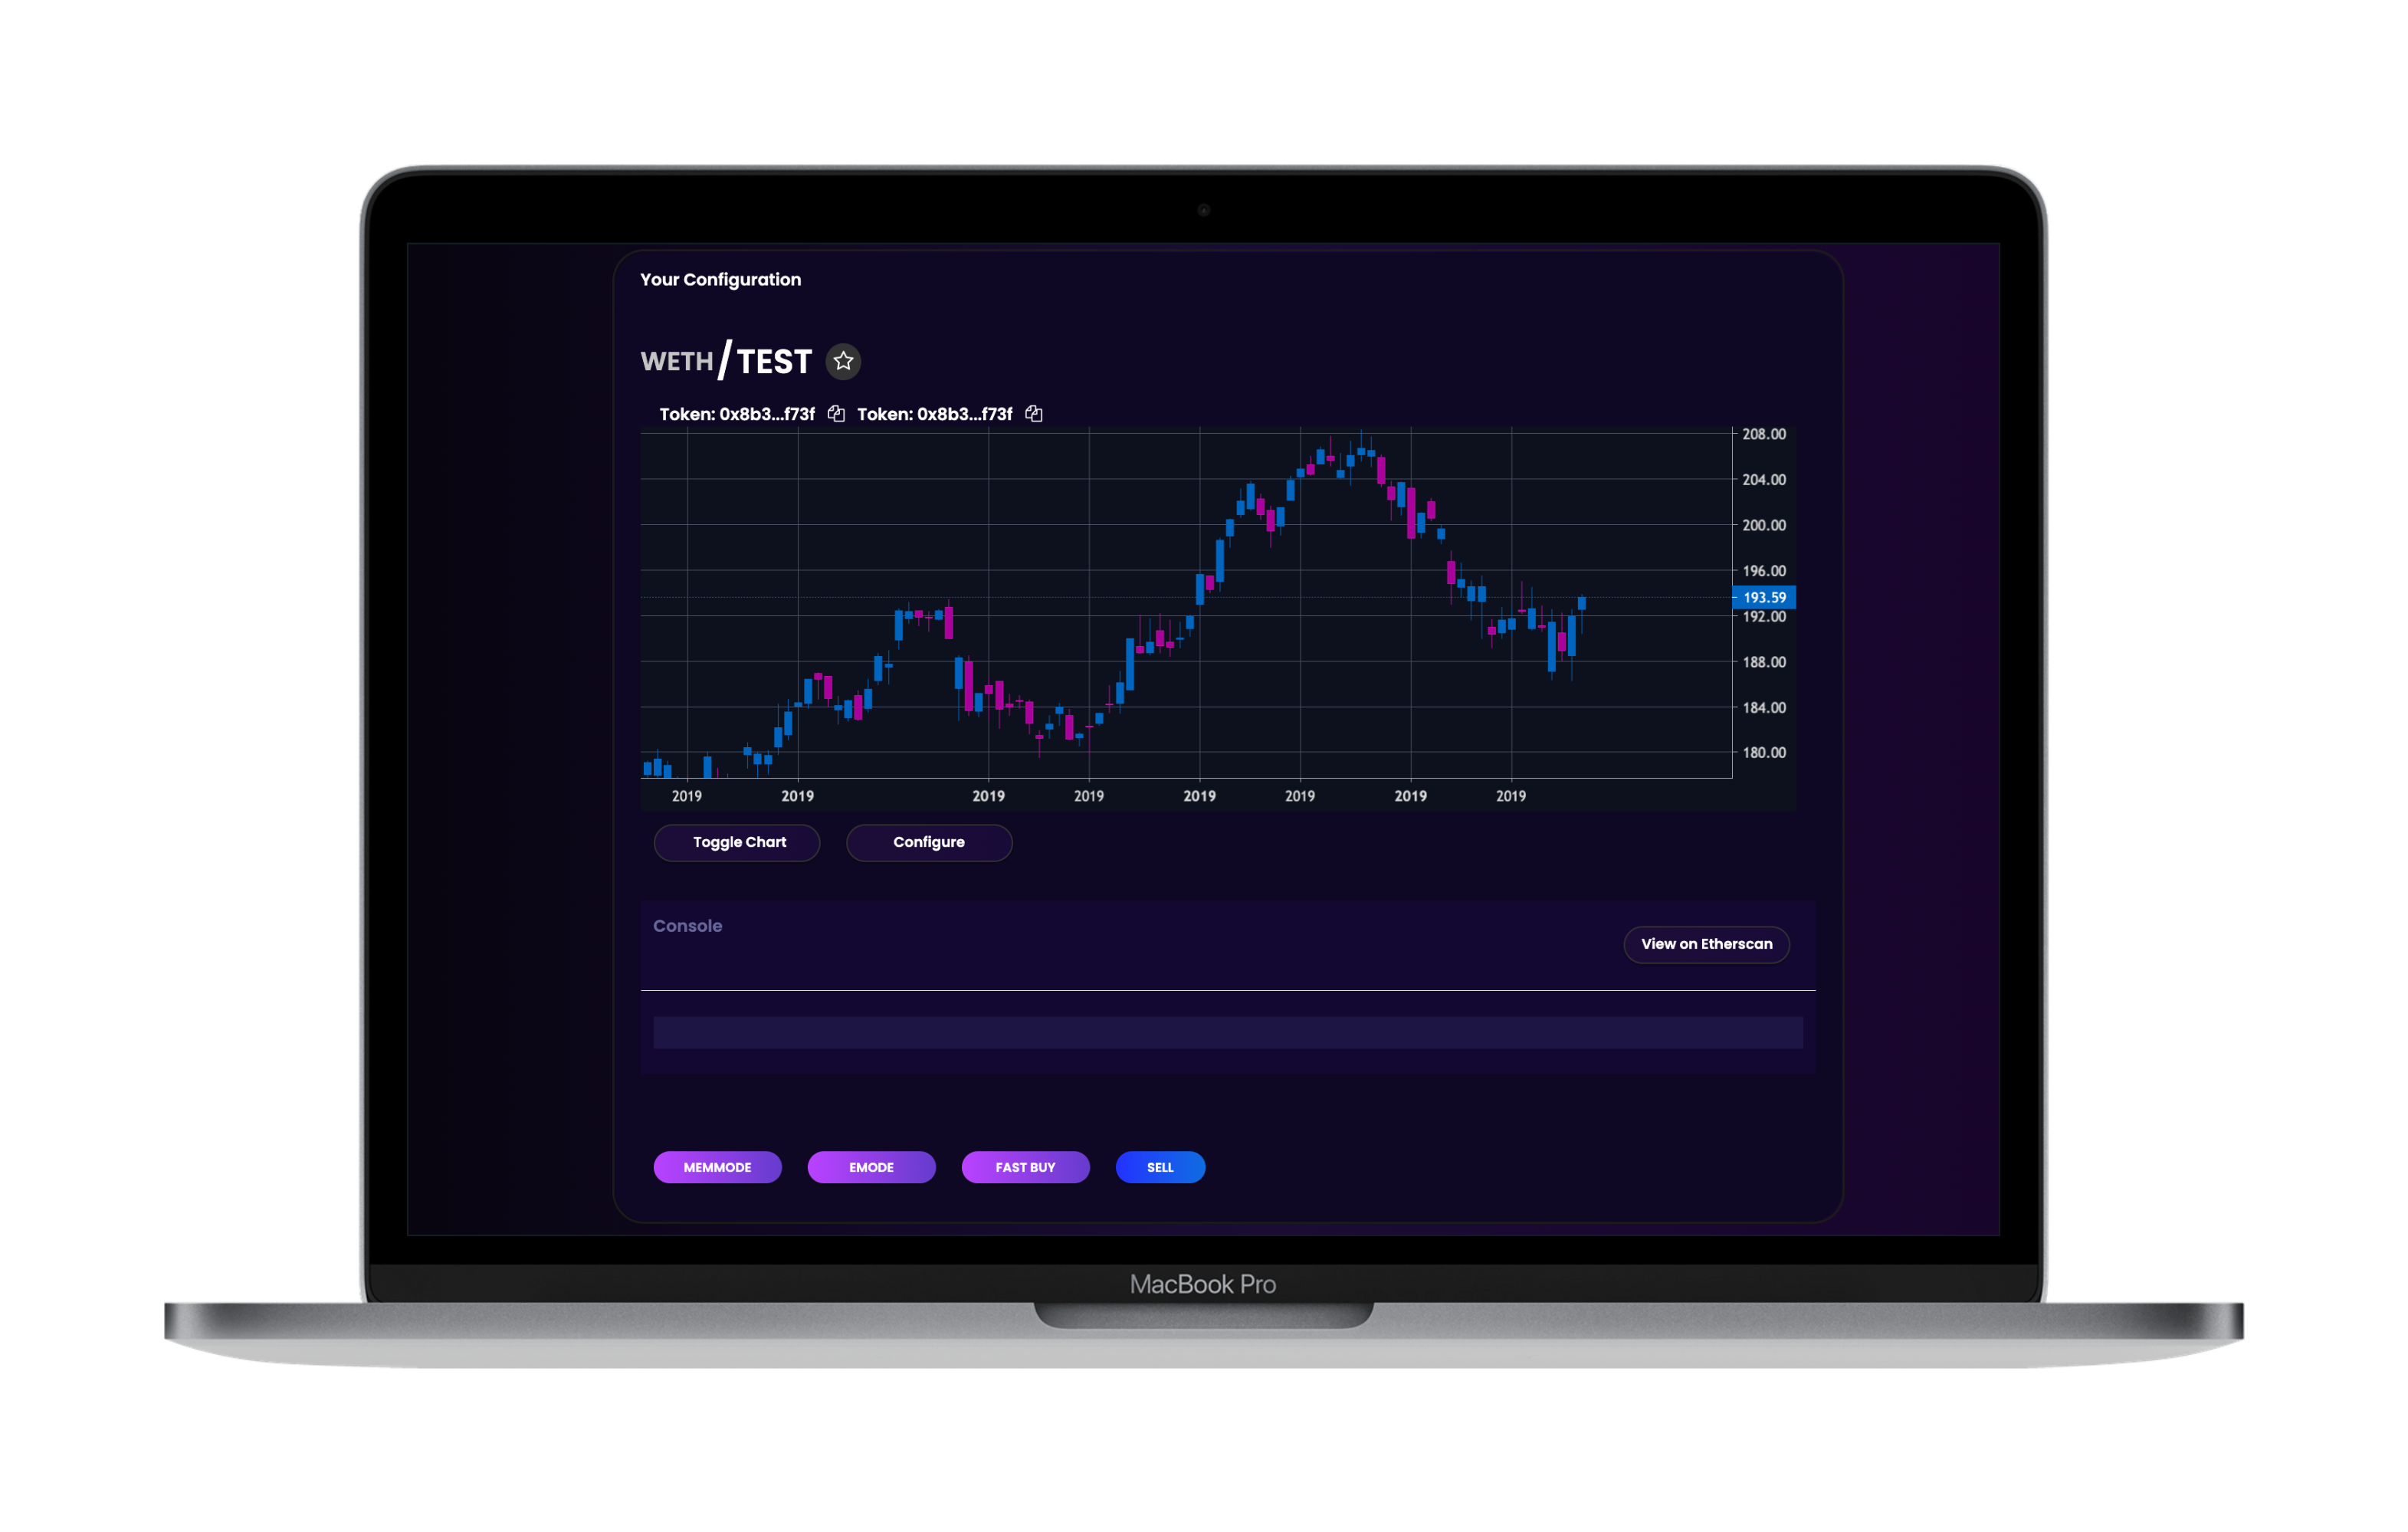 Your Configuration
WETH/TEST
Token: 0x8b3...f73f Token: 0x8b3...f73f
208.00
204.00
200.00
196.00
193.59
192.00
188.00
184.00
180.00
2019 2019 2019 2019 2019 2019 2019 2019
Toggle Chart Configure
Console
View on Etherscan
MEMMODE EMODE FAST BUY SELL
MacBook Pro